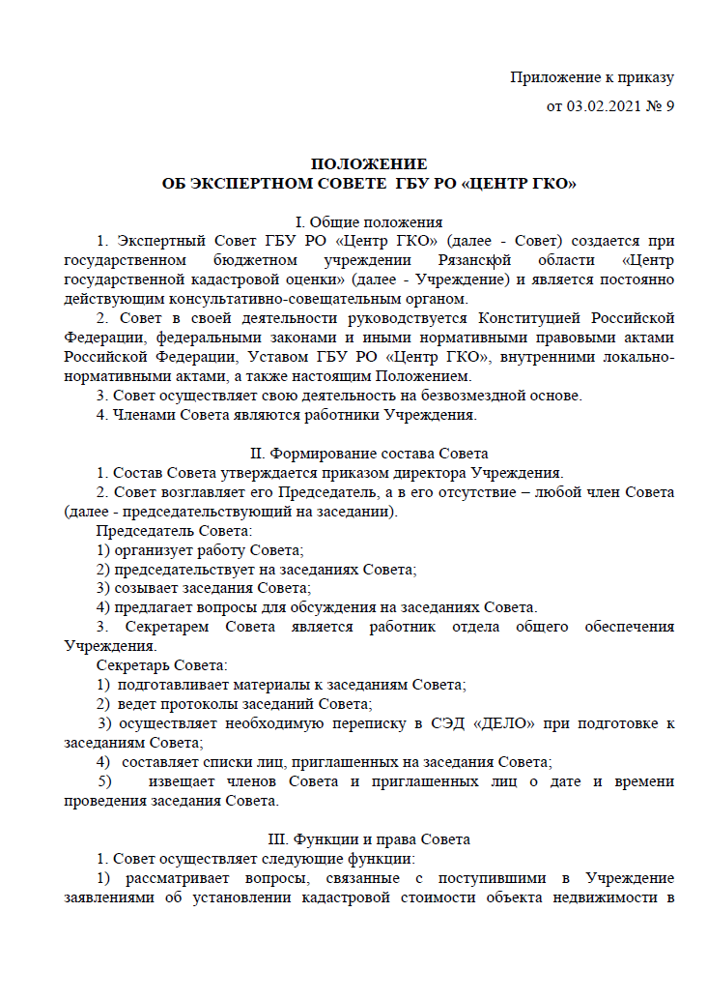 Приложение к приказу
от 03.02.2021 № 9
ПОЛОЖЕНИЕ
ОБ ЭКСПЕРТНОМ СОВЕТЕ ГБУ РО «ЦЕНТР ГКО»
I. Общие положения
1. Экспертный Совет ГБУ РО «Центр ГКО» (далее - Совет) создается при
государственном бюджетном учреждении Рязанской области «Центр
государственной кадастровой оценки» (далее - Учреждение) и является постоянно
действующим консультативно-совещательным органом.
2. Совет в своей деятельности руководствуется Конституцией Российской
Федерации, федеральными законами и иными нормативными правовыми актами
Российской Федерации, Уставом ГБУ РО «Центр ГКО», внутренними локально-
нормативными актами, а также настоящим Положением.
3. Совет осуществляет свою деятельность на безвозмездной основе.
4. Членами Совета являются работники Учреждения.
II. Формирование состава Совета
1. Состав Совета утверждается приказом директора Учреждения.
2. Совет возглавляет его Председатель, а в его отсутствие – любой член Совета
(далее - председательствующий на заседании).
Председатель Совета:
1) организует работу Совета;
2) председательствует на заседаниях Совета;
3) созывает заседания Совета;
4) предлагает вопросы для обсуждения на заседаниях Совета.
3. Секретарем Совета является работник отдела общего обеспечения
Учреждения.
Секретарь Совета:
1) подготавливает материалы к заседаниям Совета;
2) ведет протоколы заседаний Совета;
3) осуществляет необходимую переписку в СЭД «ДЕЛО» при подготовке к
заседаниям Совета;
4) составляет списки лиц, приглашенных на заседания Совета;
5) извещает членов Совета и приглашенных лиц о дате и времени
проведения заседания Совета.
III. Функции и права Совета
1. Совет осуществляет следующие функции:
1) рассматривает вопросы, связанные с поступившими в Учреждение
заявлениями об установлении кадастровой стоимости объекта недвижимости в